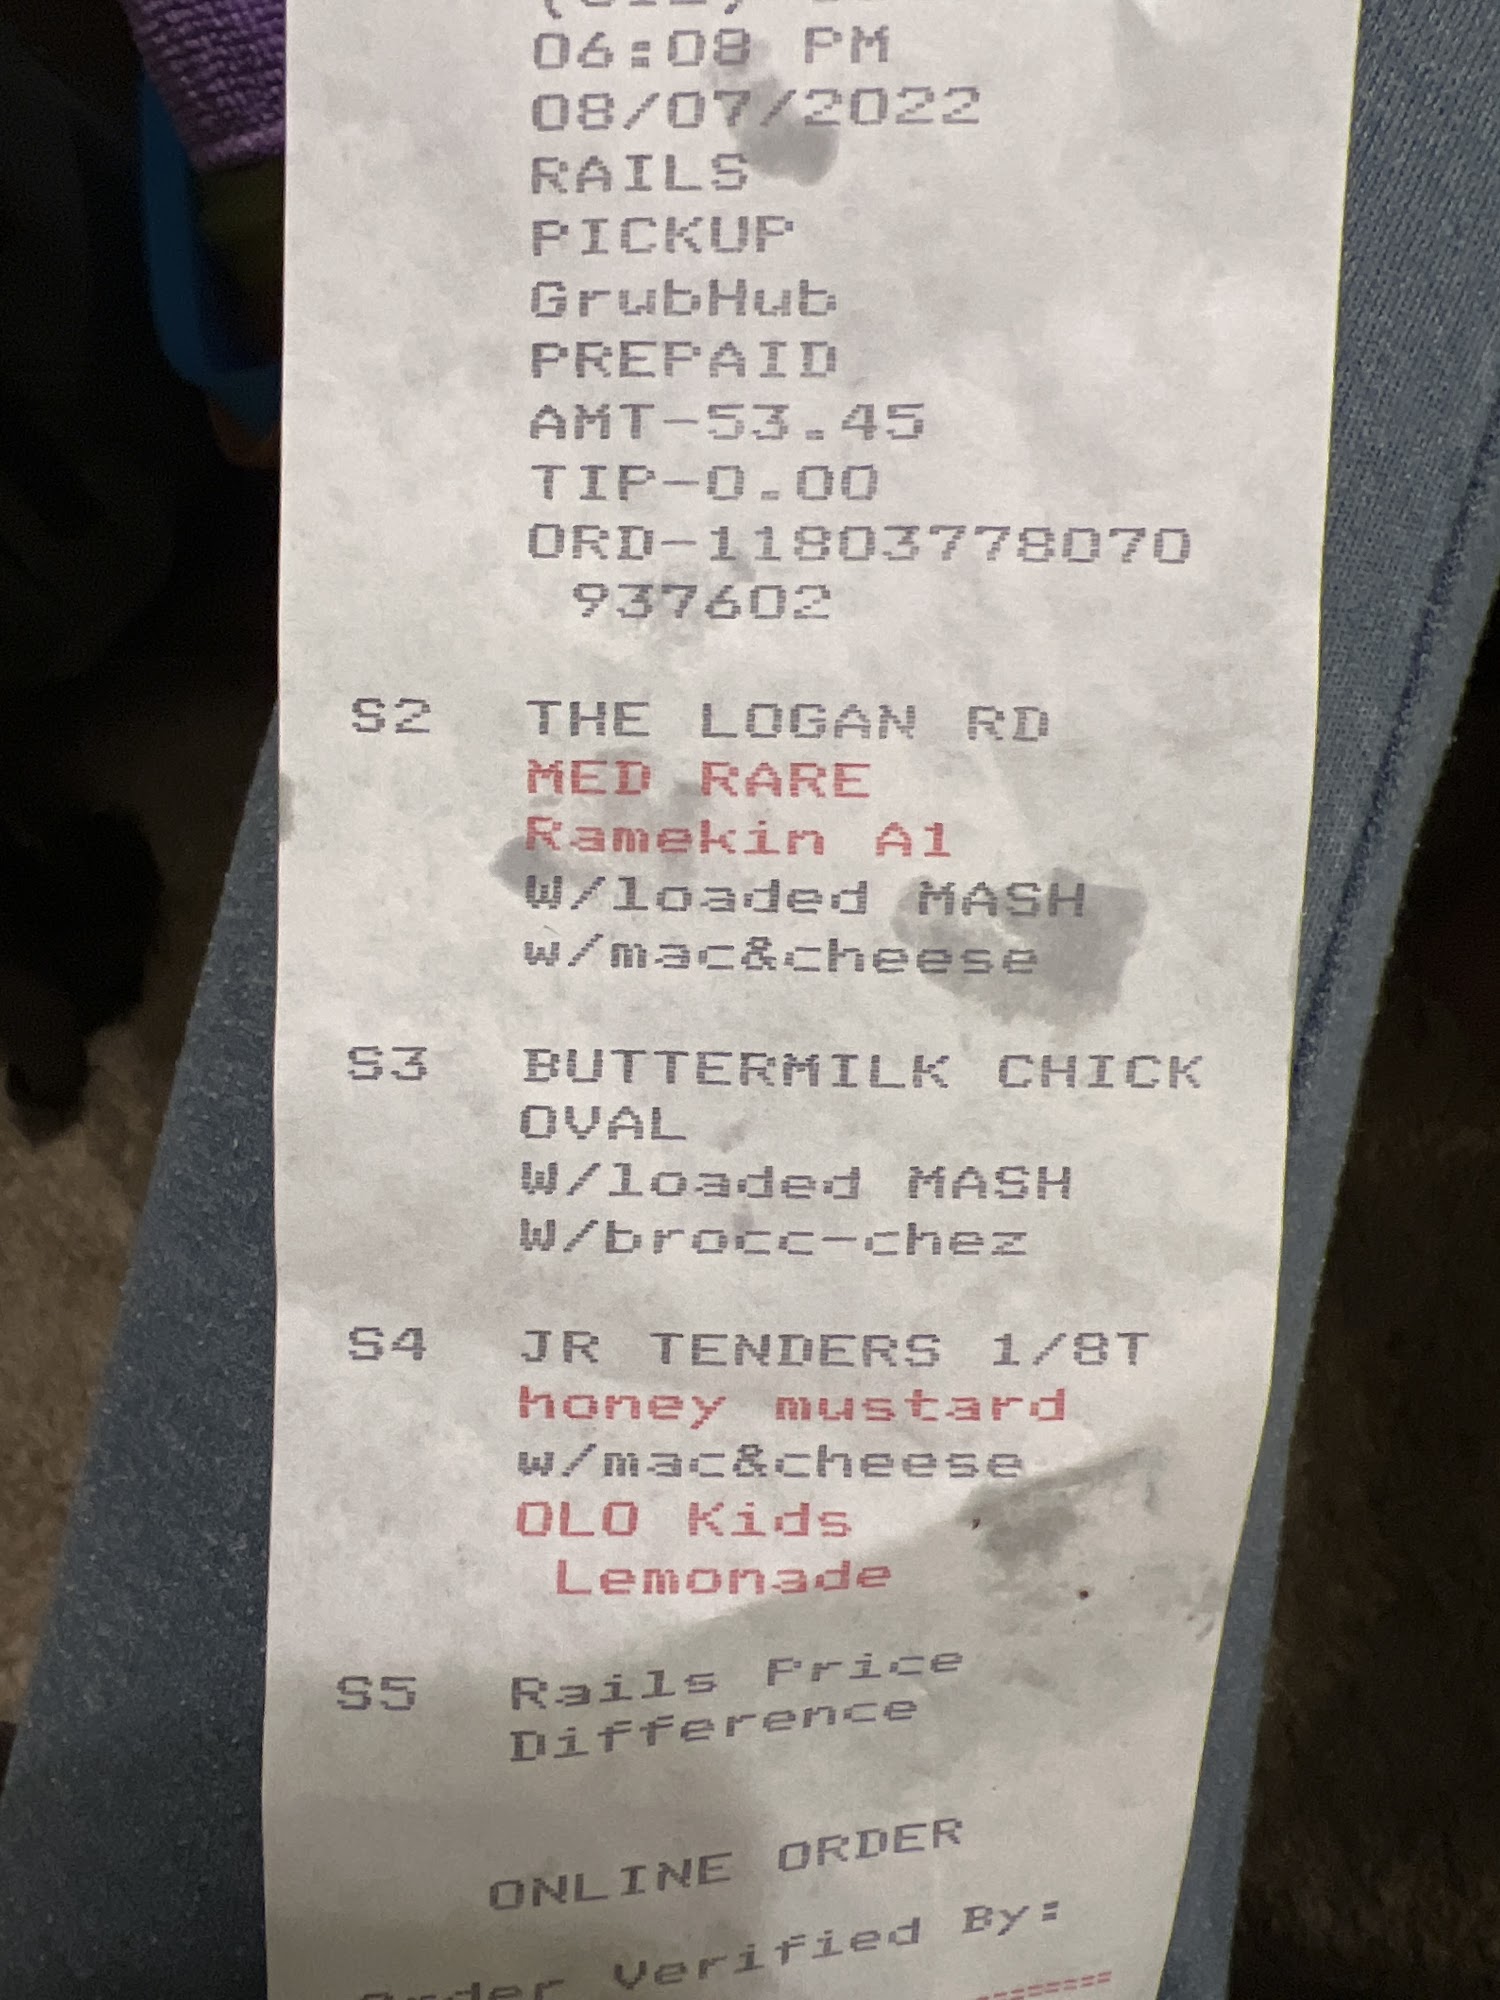 06:08 PM
08/07/2022
RAILS
PICKUP
GrubHub
PREPAID
AMT-53.45
TIP-0.00
ORD-11803778070
937602
S2 THE LOGAN RD
MED RARE
Ramekin A1
W/loaded MASH
w/mac&cheese
S3 BUTTERMILK CHICK
OVAL
W/loaded MASH
W/brocc-chez
S4 JR TENDERS 1/8T
honey mustard
w/mac&cheese
OLO Kids
Lemonade
S5 Rails Price
Difference
ONLINE ORDER
Order Verified By: